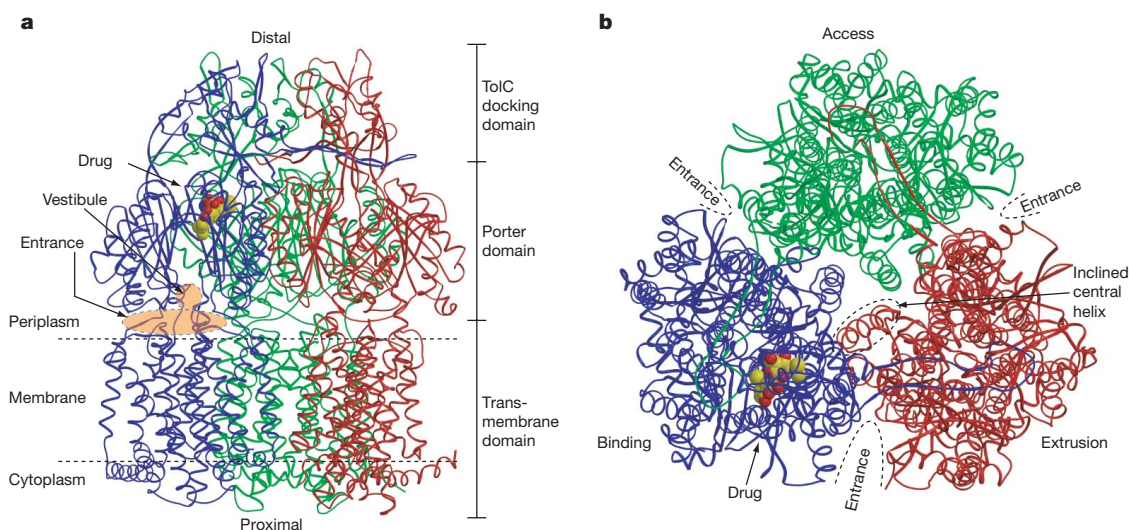 a
Distal
TolC
docking
domain
Drug
Vestibule
Entrance
Porter
domain
Periplasm
Membrane
Trans-
membrane
domain
Cytoplasm
Proximal
b
Access
Entrance
Entrance
Inclined
central
helix
Binding
Extrusion
Drug
Entrance